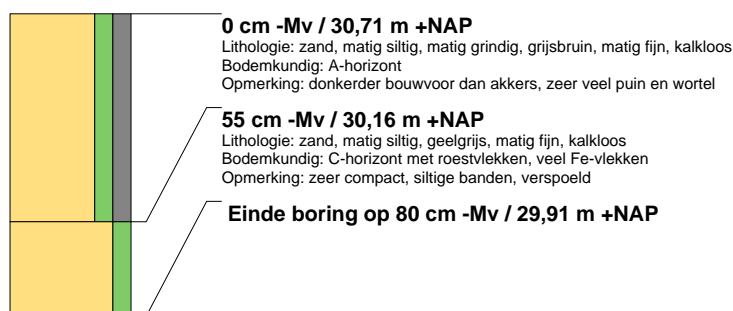 0 cm -Mv / 30,71 m +NAP
Lithologie: zand, matig siltig, matig grindig, grijsbruin, matig fijn, kalkloos
Bodemkundig: A-horizont
Opmerking: donkerder bouwvoor dan akkers, zeer veel puin en wortel
55 cm -Mv / 30,16 m +NAP
Lithologie: zand, matig siltig, geelgrijs, matig fijn, kalkloos
Bodemkundig: C-horizont met roestvlekken, veel Fe-vlekken
Opmerking: zeer compact, siltige banden, verspoeld
Einde boring op 80 cm -Mv / 29,91 m +NAP